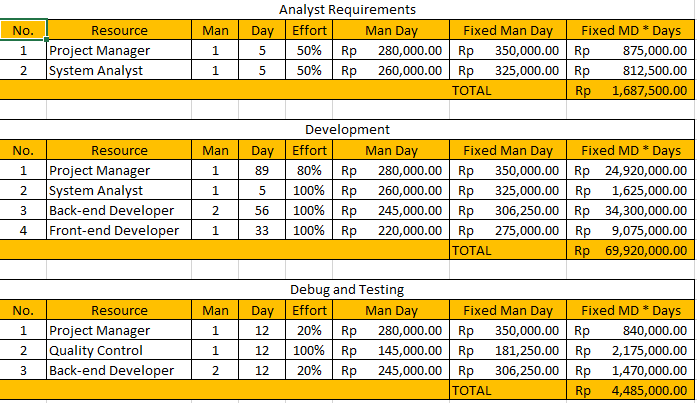 Analyst Requirements
No. Resource Man Day Effort Man Day Fixed Man Day Fixed MD * Days
1 Project Manager 1 5 50% Rp 280,000.00 Rp 350,000.00 Rp 875,000.00
2 System Analyst 1 5 50% Rp 260,000.00 Rp 325,000.00 Rp 812,500.00
TOTAL Rp 1,687,500.00
Development
No. Resource Man Day Effort Man Day Fixed Man Day Fixed MD * Days
1 Project Manager 1 89 80% Rp 280,000.00 Rp 350,000.00 Rp 24,920,000.00
2 System Analyst 1 5 100% Rp 260,000.00 Rp 325,000.00 Rp 1,625,000.00
3 Back-end Developer 2 56 100% Rp 245,000.00 Rp 306,250.00 Rp 34,300,000.00
4 Front-end Developer 1 33 100% Rp 220,000.00 Rp 275,000.00 Rp 9,075,000.00
TOTAL Rp 69,920,000.00
Debug and Testing
No. Resource Man Day Effort Man Day Fixed Man Day Fixed MD * Days
1 Project Manager 1 12 20% Rp 280,000.00 Rp 350,000.00 Rp 840,000.00
2 Quality Control 1 12 100% Rp 145,000.00 Rp 181,250.00 Rp 2,175,000.00
3 Back-end Developer 2 12 20% Rp 245,000.00 Rp 306,250.00 Rp 1,470,000.00
TOTAL Rp 4,485,000.00